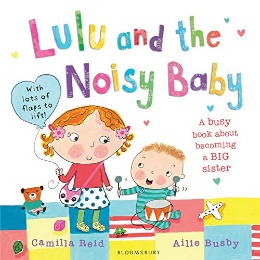 Lulu and the
Noisy Baby
With
lots of
flaps to
lift!
A busy
book about
becoming
a BIG
sister
Camilla Reid
Ailie Busby
BLOOMSBURY